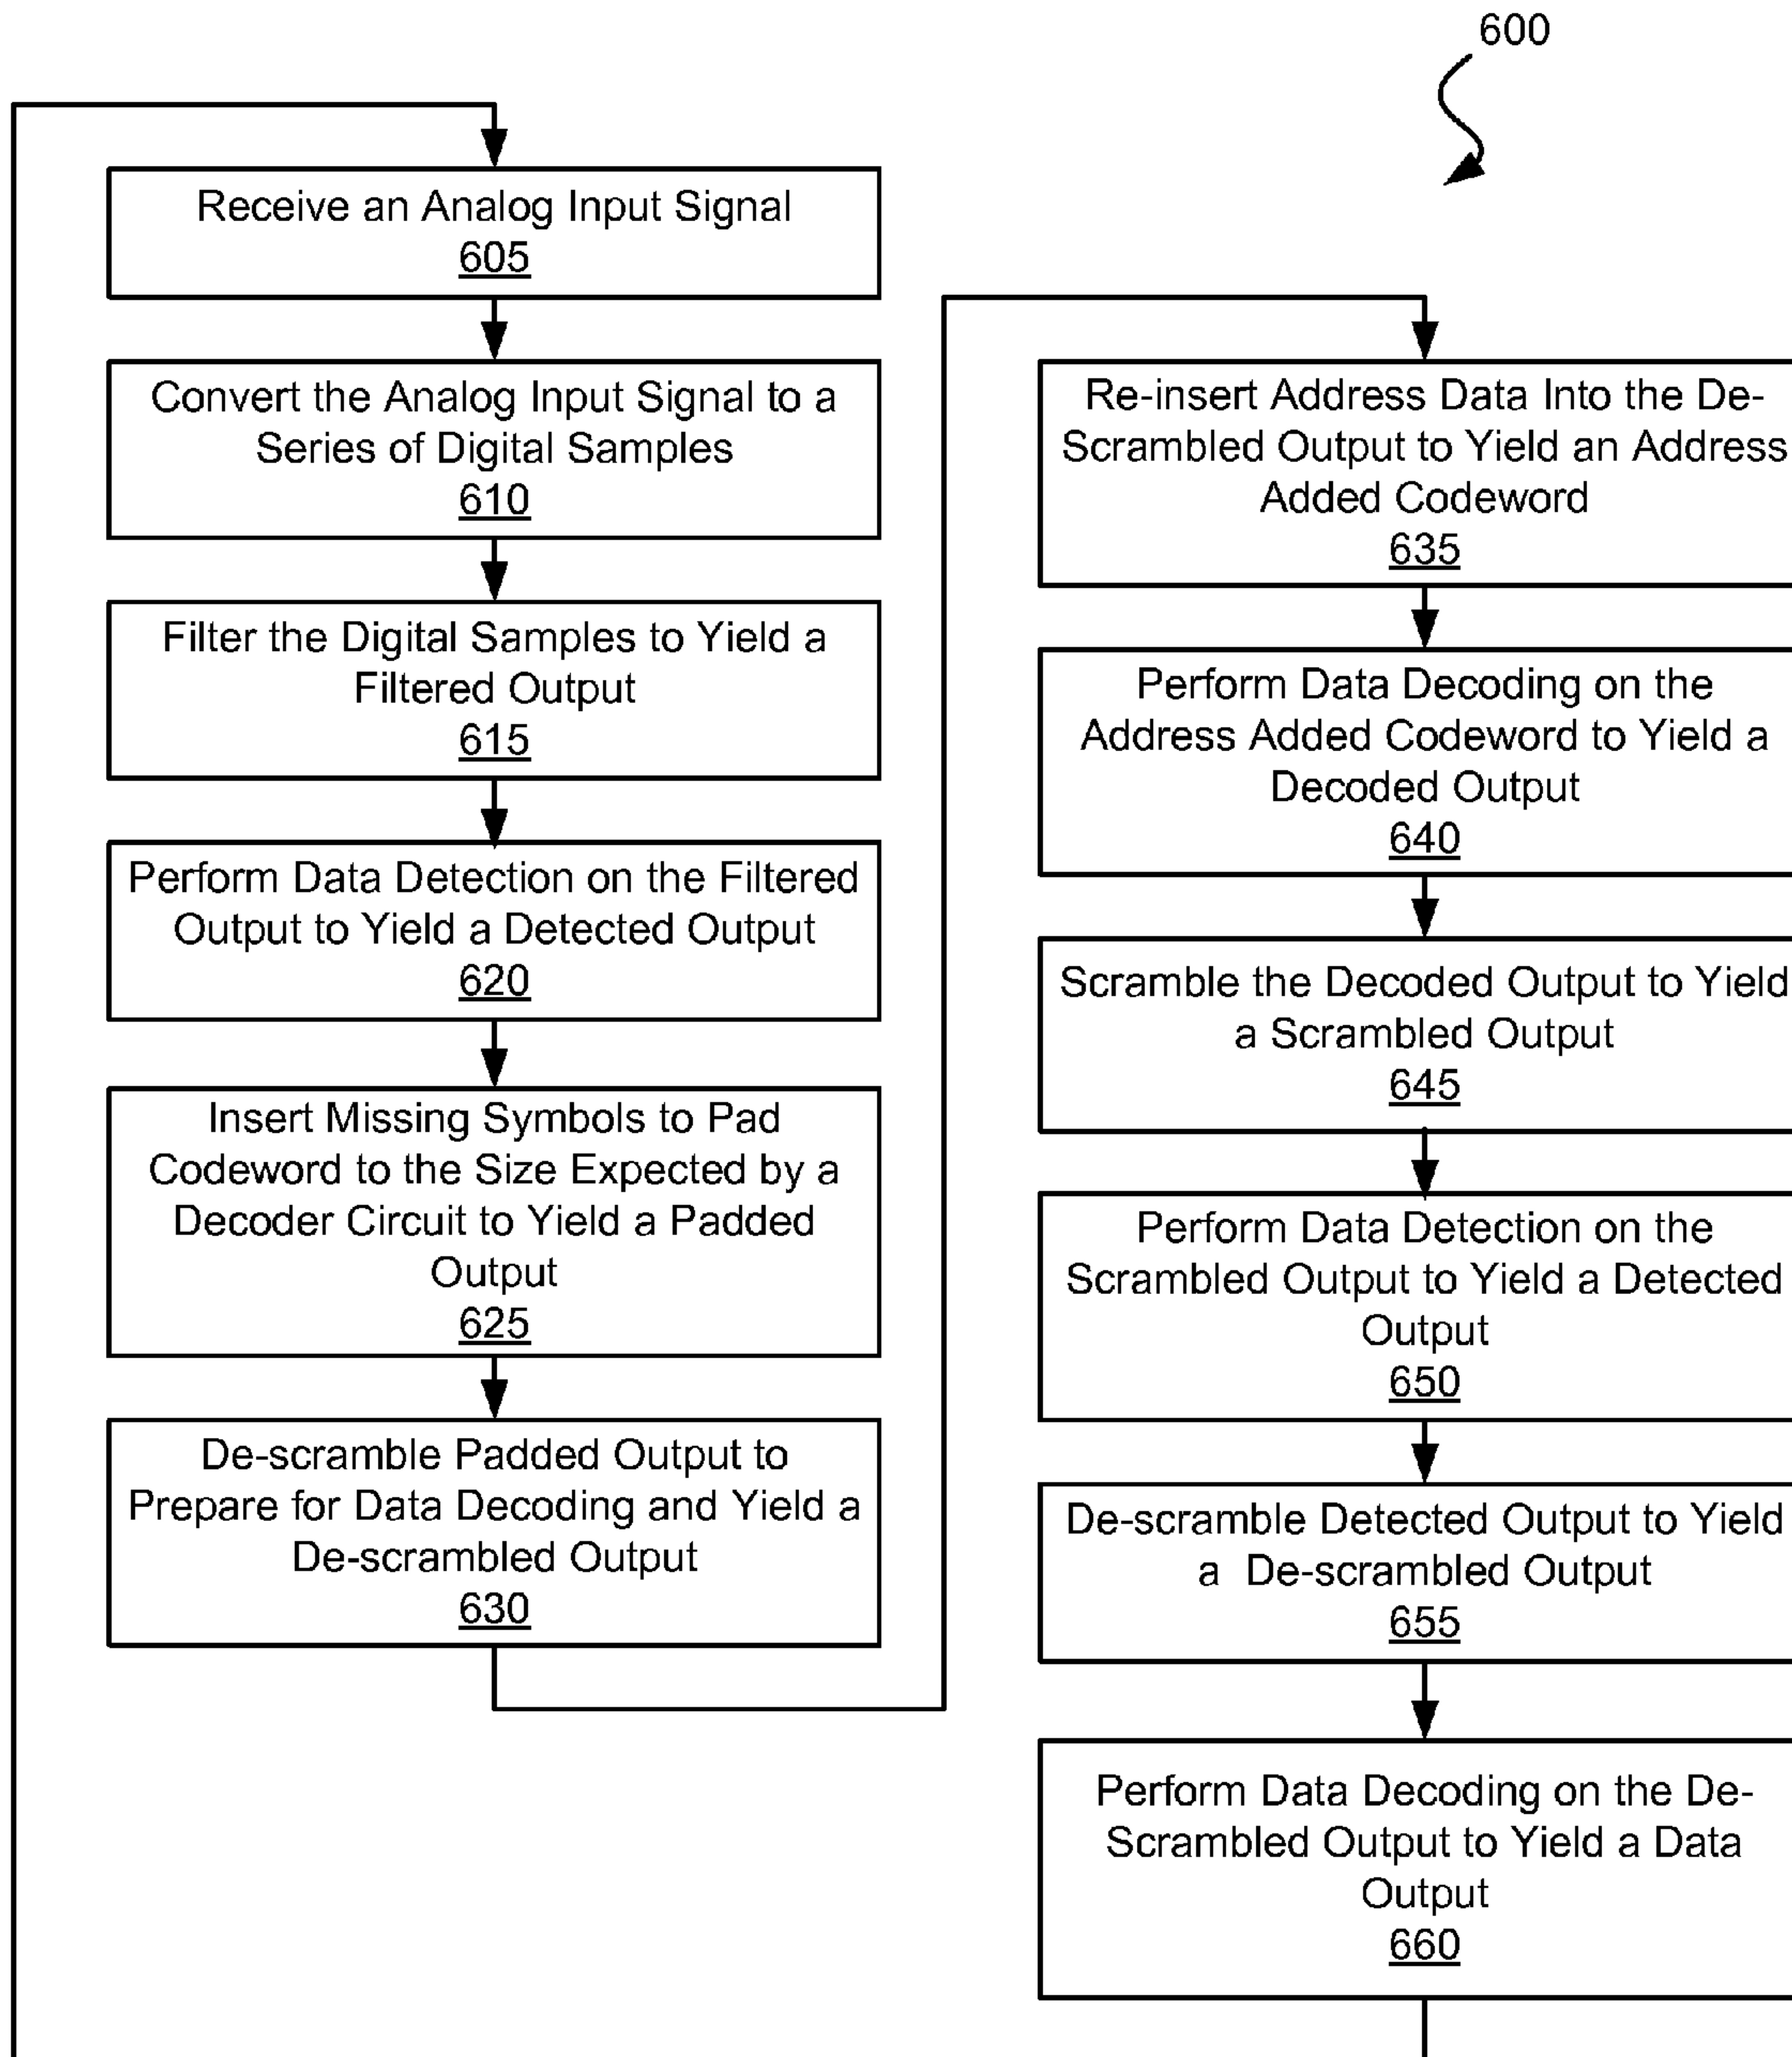 600
Receive an Analog Input Signal
605
Convert the Analog Input Signal to a
Series of Digital Samples
610
Filter the Digital Samples to Yield a
Filtered Output
615
Perform Data Detection on the Filtered
Output to Yield a Detected Output
620
Insert Missing Symbols to Pad
Codeword to the Size Expected by a
Decoder Circuit to Yield a Padded
Output
625
De-scramble Padded Output to
Prepare for Data Decoding and Yield a
De-scrambled Output
630
Re-insert Address Data Into the De-
Scrambled Output to Yield an Address
Added Codeword
635
Perform Data Decoding on the
Address Added Codeword to Yield a
Decoded Output
640
Scramble the Decoded Output to Yield
a Scrambled Output
645
Perform Data Detection on the
Scrambled Output to Yield a Detected
Output
650
De-scramble Detected Output to Yield
a De-scrambled Output
655
Perform Data Decoding on the De-
Scrambled Output to Yield a Data
Output
660